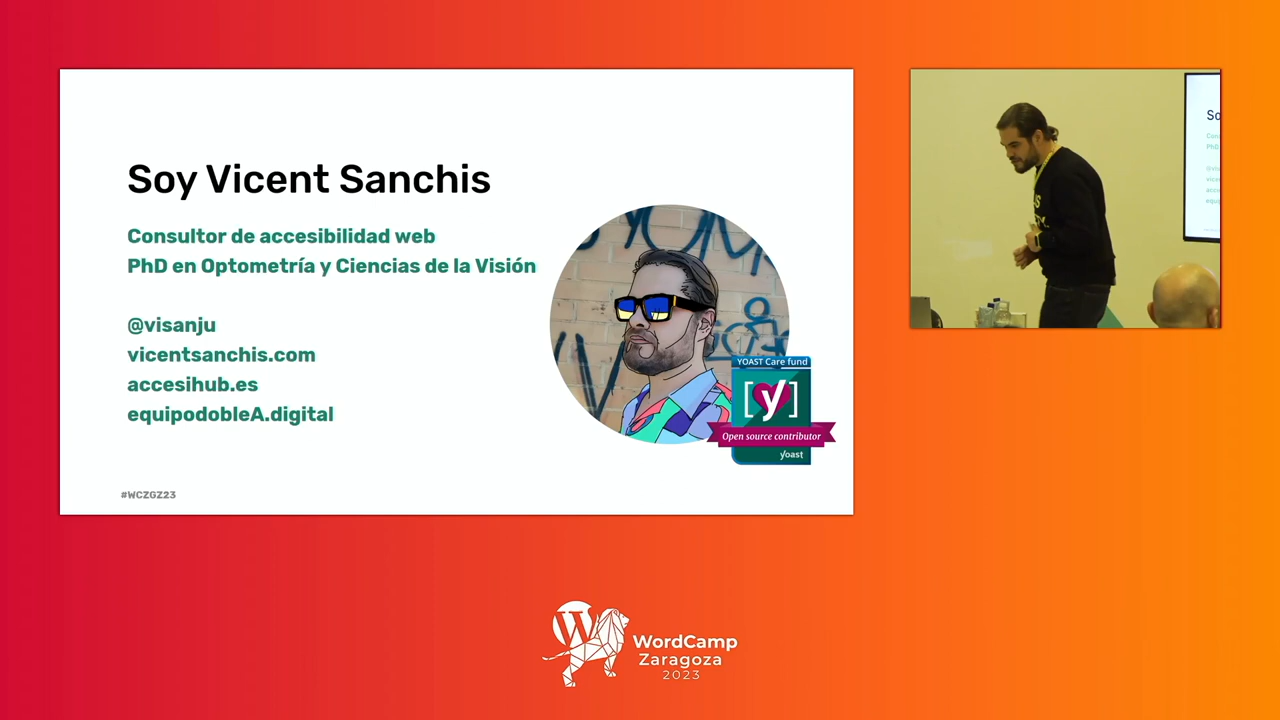 Soy Vicent Sanchis
Consultor de accesibilidad web
PhD en Optometría y Ciencias de la Visión
@visanju
vicentsanchis.com
accesihub.es
equipodobleA.digital
YOAST Care fund
[y]
Open source contributor
yoast
#WCZGZ23
So
WordCamp
Zaragoza
2023